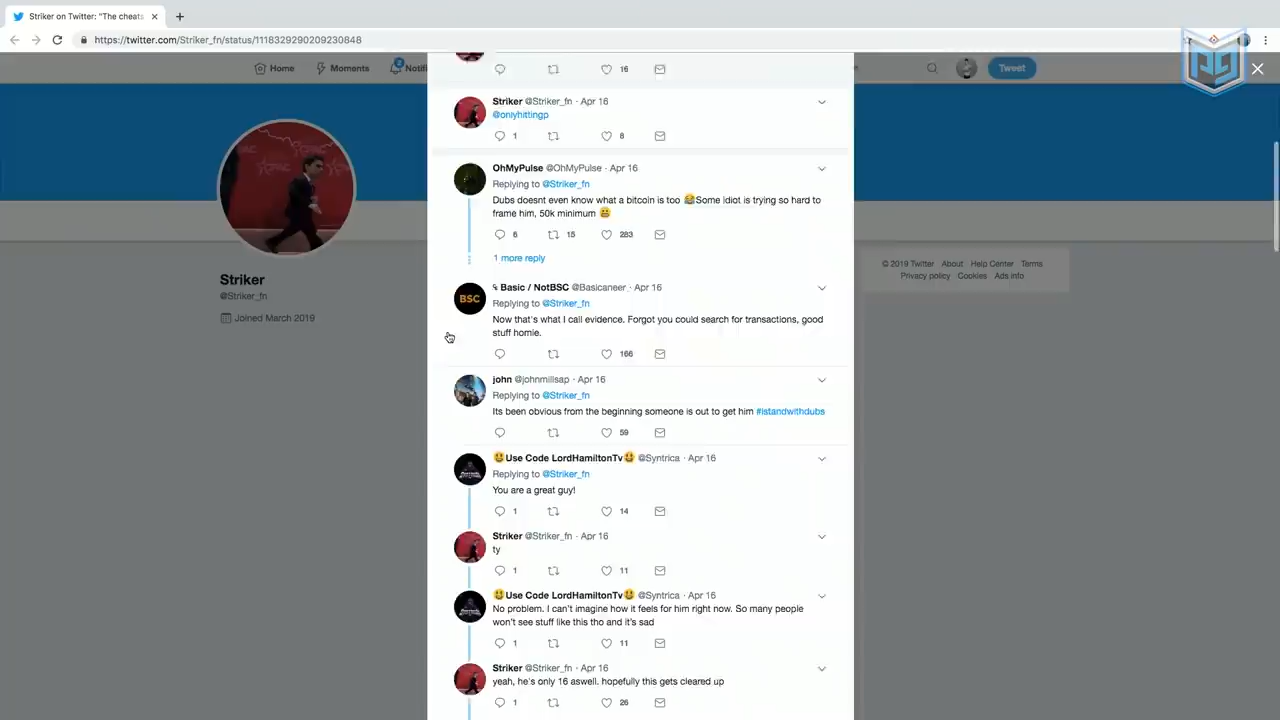 Striker on Twitter: "The cheats
https://twitter.com/Striker_fn/status/1118329290209230848
Home
Moments
2
Notifi
Tweet
16
Striker @Striker_fn · Apr 16
@onlyhittingp
1 8
OhMyPulse @OhMyPulse · Apr 16
Replying to @Striker_fn
Dubs doesnt even know what a bitcoin is too 😂Some idiot is trying so hard to
frame him, 50k minimum 😀
6 15 283
1 more reply
BSC
Basic / NotBSC @Basicaneer · Apr 16
Replying to @Striker_fn
Now that's what I call evidence. Forgot you could search for transactions, good
stuff homie.
166
john @johnmillsap · Apr 16
Replying to @Striker_fn
Its been obvious from the beginning someone is out to get him #istandwithdubs
59
😃Use Code LordHamiltonTv😃 @Syntrica · Apr 16
Replying to @Striker_fn
You are a great guy!
1 14
Striker @Striker_fn · Apr 16
ty
1 11
😃Use Code LordHamiltonTv😃 @Syntrica · Apr 16
No problem. I can't imagine how it feels for him right now. So many people
won't see stuff like this tho and it's sad
1 11
Striker @Striker_fn · Apr 16
yeah, he's only 16 aswell. hopefully this gets cleared up
1 26
Striker
@Striker_fn
Joined March 2019
© 2019 Twitter About Help Center Terms
Privacy policy Cookies Ads info